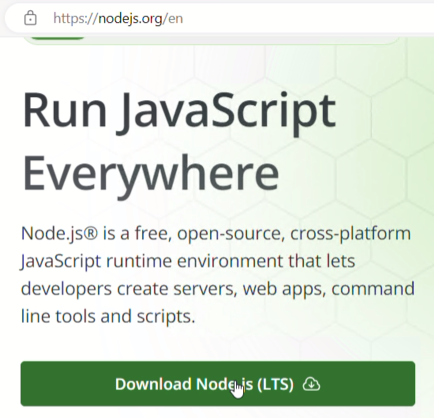 https://nodejs.org/en
Run JavaScript
Everywhere
Node.js® is a free, open-source, cross-platform
JavaScript runtime environment that lets
developers create servers, web apps, command
line tools and scripts.
Download Node.js (LTS)